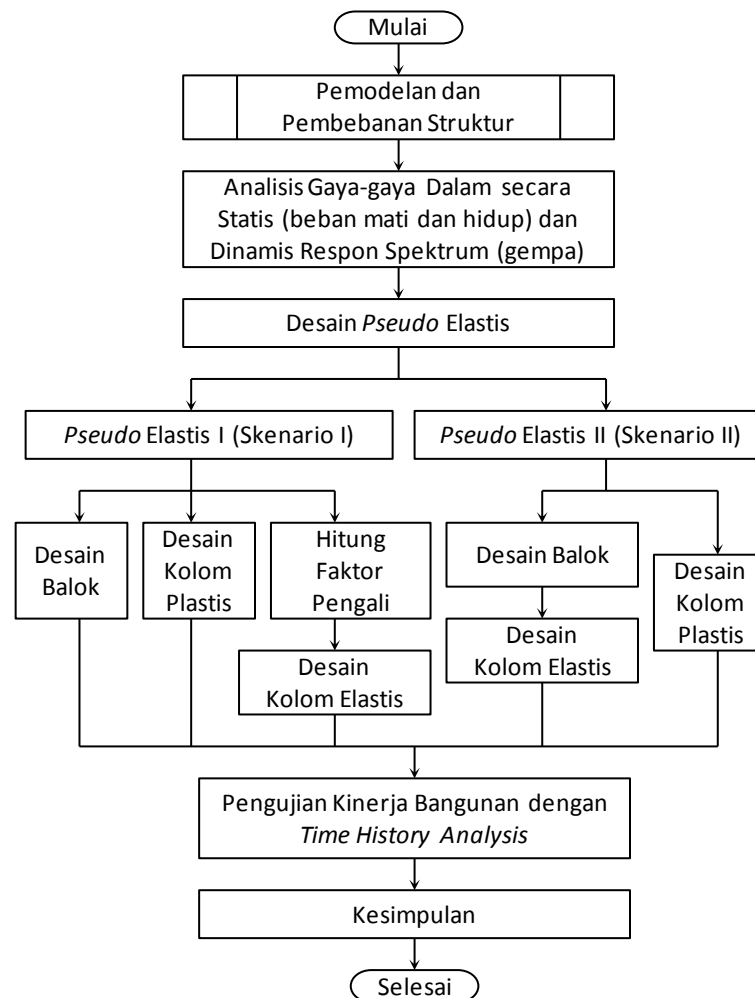 Mulai
Pemodelan dan
Pembebanan Struktur
Analisis Gaya-gaya Dalam secara
Statis (beban mati dan hidup) dan
Dinamis Respon Spektrum (gempa)
Desain Pseudo Elastis
Pseudo Elastis I (Skenario I)
Pseudo Elastis II (Skenario II)
Desain
Balok
Desain
Kolom
Plastis
Hitung
Faktor
Pengali
Desain
Kolom Elastis
Desain Balok
Desain
Kolom Elastis
Desain
Kolom
Plastis
Pengujian Kinerja Bangunan dengan
Time History Analysis
Kesimpulan
Selesai